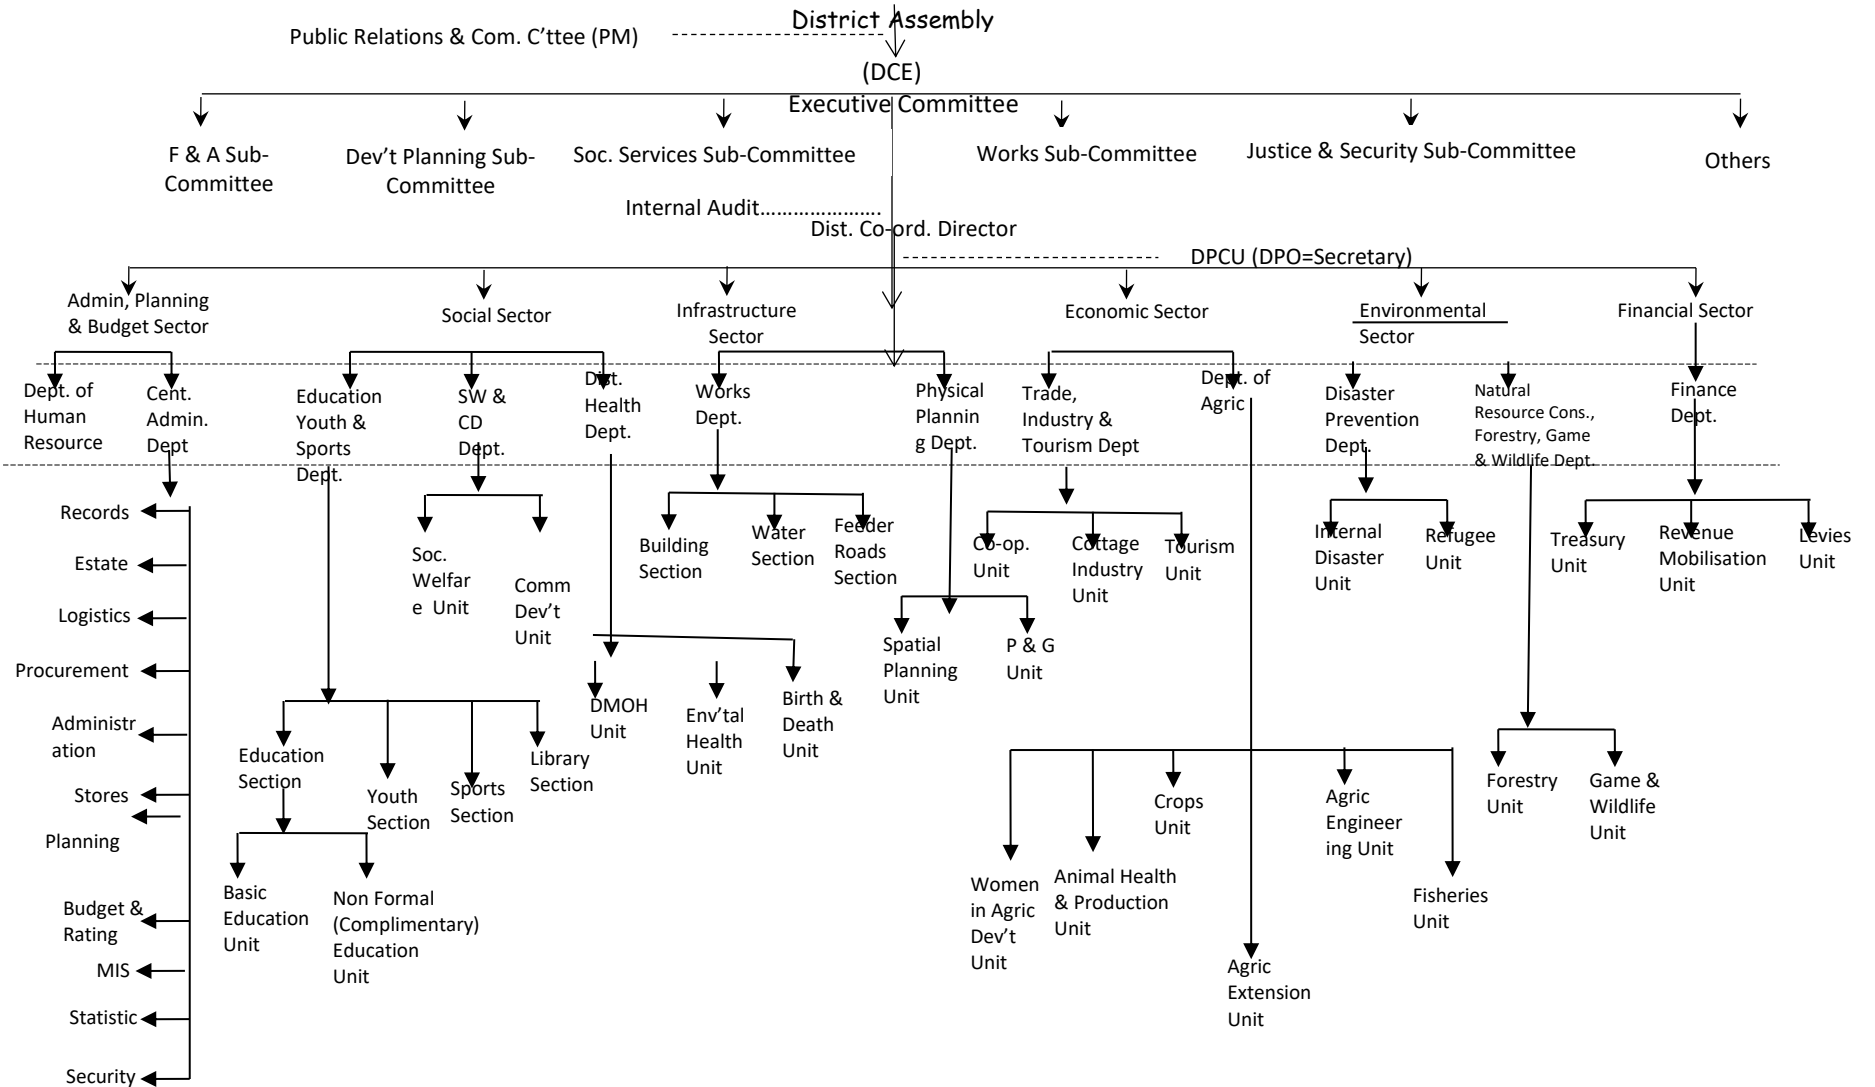 District Assembly
Public Relations & Com. C’ttee (PM)
(DCE)
Executive Committee
F & A Sub-
Committee
Dev’t Planning Sub-
Committee
Soc. Services Sub-Committee
Works Sub-Committee
Justice & Security Sub-Committee
Others
Internal Audit………………….
Dist. Co-ord. Director
DPCU (DPO=Secretary)
Admin, Planning
& Budget Sector
Social Sector
Infrastructure
Sector
Economic Sector
Environmental
Sector
Financial Sector
Dept. of
Human
Resource
Cent.
Admin.
Dept
Education
Youth &
Sports
Dept.
SW &
CD
Dept.
Dist.
Health
Dept.
Works
Dept.
Physical
Plannin
g Dept.
Trade,
Industry &
Tourism Dept
Dept. of
Agric
Disaster
Prevention
Dept.
Natural
Resource Cons.,
Forestry, Game
& Wildlife Dept.
Finance
Dept.
Records
Estate
Logistics
Procurement
Administr
ation
Stores
Planning
Budget &
Rating
MIS
Statistic
Security
Soc.
Welfar
e Unit
Comm
Dev’t
Unit
Building
Section
Water
Section
Feeder
Roads
Section
Co-op.
Unit
Cottage
Industry
Unit
Tourism
Unit
Internal
Disaster
Unit
Refugee
Unit
Treasury
Unit
Revenue
Mobilisation
Unit
Levies
Unit
Spatial
Planning
Unit
P & G
Unit
DMOH
Unit
Env’tal
Health
Unit
Birth &
Death
Unit
Education
Section
Youth
Section
Sports
Section
Library
Section
Basic
Education
Unit
Non Formal
(Complimentary)
Education
Unit
Women
in Agric
Dev’t
Unit
Animal Health
& Production
Unit
Crops
Unit
Agric
Extension
Unit
Agric
Engineer
ing Unit
Fisheries
Unit
Forestry
Unit
Game &
Wildlife
Unit